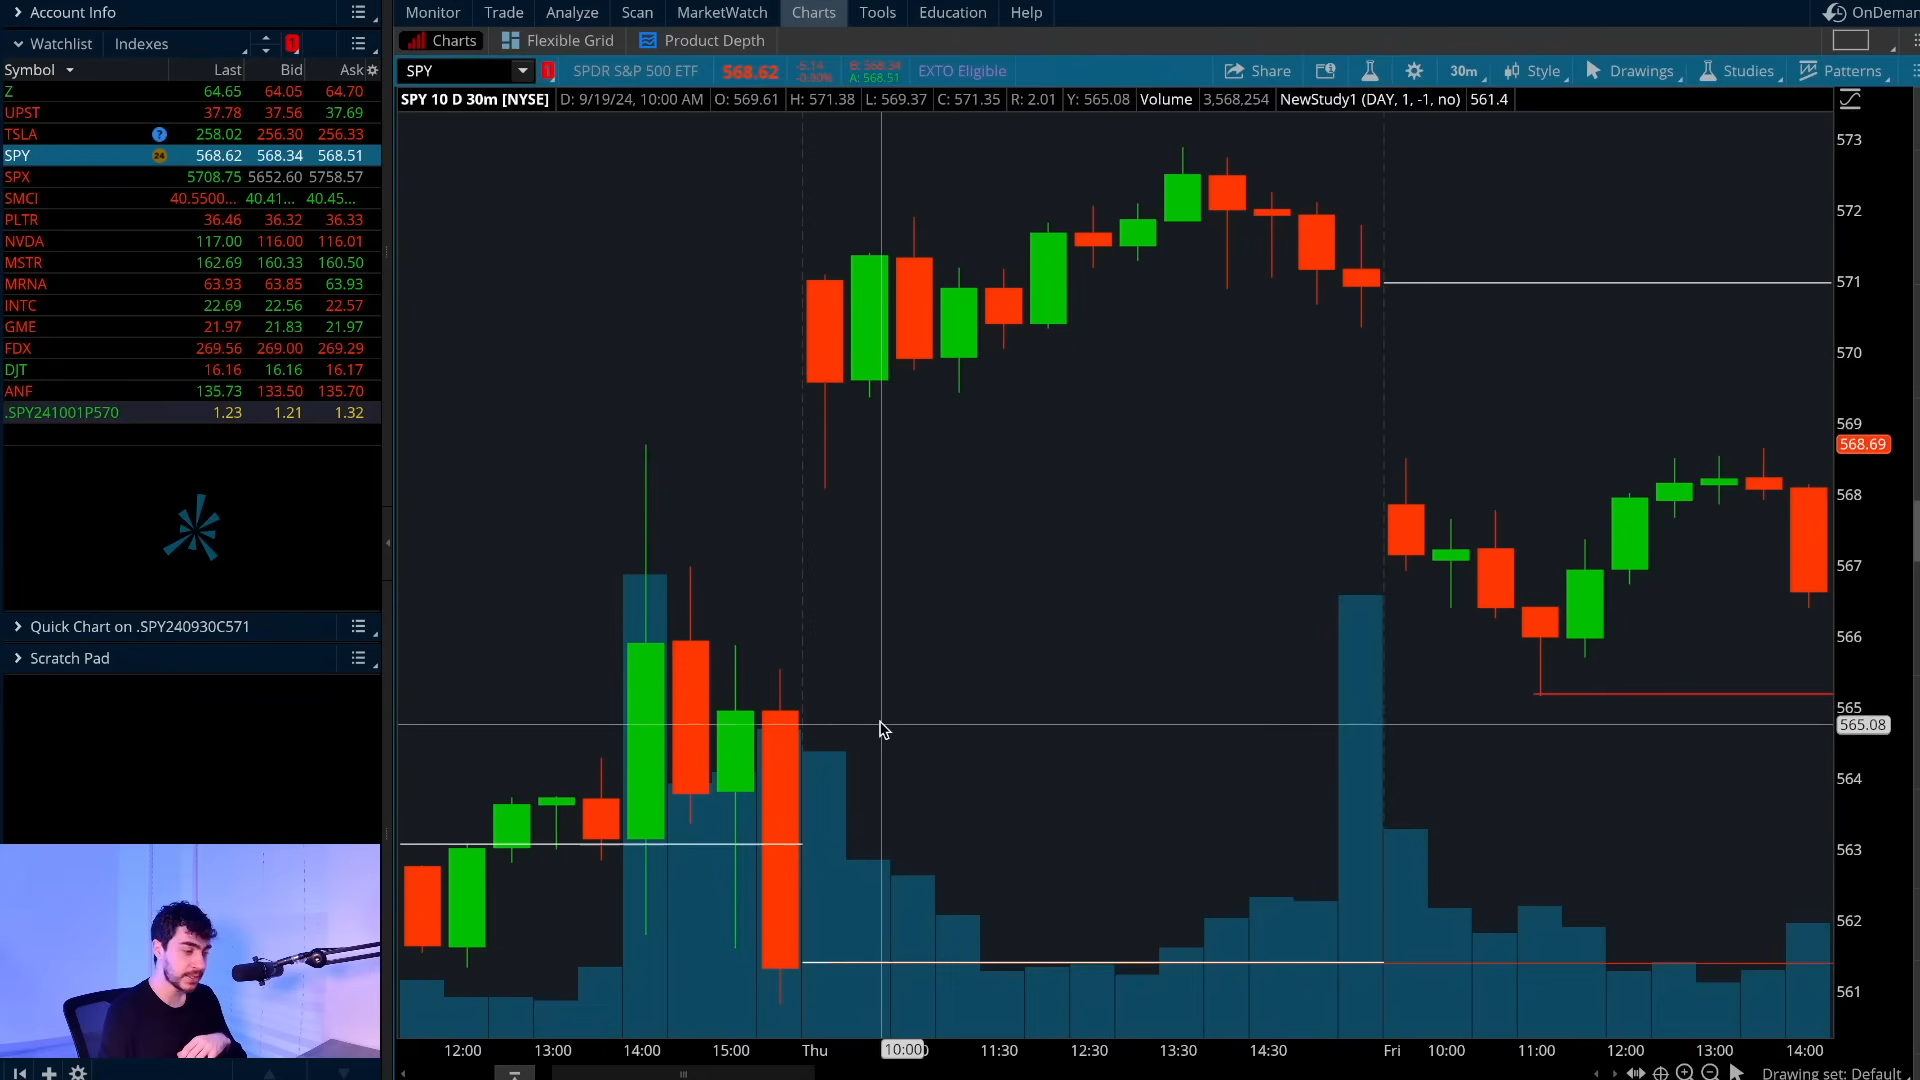 Account Info
Monitor Trade Analyze Scan MarketWatch Charts Tools Education Help
Watchlist Indexes 1
Charts Flexible Grid Product Depth
Symbol Last Bid Ask
SPY 1 SPDR S&P 500 ETF 568.62 -5.14 -0.90% B: 568.34 A: 568.51 EXTO Eligible Share 30m Style Drawings Studies Patterns
SPY 10 D 30m [NYSE] D: 9/19/24, 10:00 AM O: 569.61 H: 571.38 L: 569.37 C: 571.35 R: 2.01 Y: 565.08 Volume 3,568,254 NewStudy1 (DAY, 1, -1, no) 561.4
Z 64.65 64.05 64.70
UPST 37.78 37.56 37.69
TSLA ? 258.02 256.30 256.33
SPY 24 568.62 568.34 568.51
SPX 5708.75 5652.60 5758.57
SMCI 40.5500... 40.41... 40.45...
PLTR 36.46 36.32 36.33
NVDA 117.00 116.00 116.01
MSTR 162.69 160.33 160.50
MRNA 63.93 63.85 63.93
INTC 22.69 22.56 22.57
GME 21.97 21.83 21.97
FDX 269.56 269.00 269.29
DJT 16.16 16.16 16.17
ANF 135.73 133.50 135.70
.SPY241001P570 1.23 1.21 1.32
Quick Chart on .SPY240930C571
Scratch Pad
573
572
571
570
569
568.69
568
567
566
565
565.08
564
563
562
561
12:00 13:00 14:00 15:00 Thu 10:00 11:30 12:30 13:30 14:30 Fri 10:00 11:00 12:00 13:00 14:00
Drawing set: Default